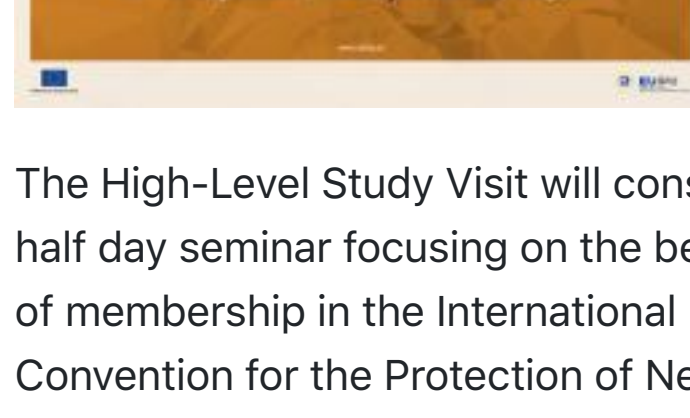 The High-Level Study Visit will cons
half day seminar focusing on the be
of membership in the International
Convention for the Protection of Ne